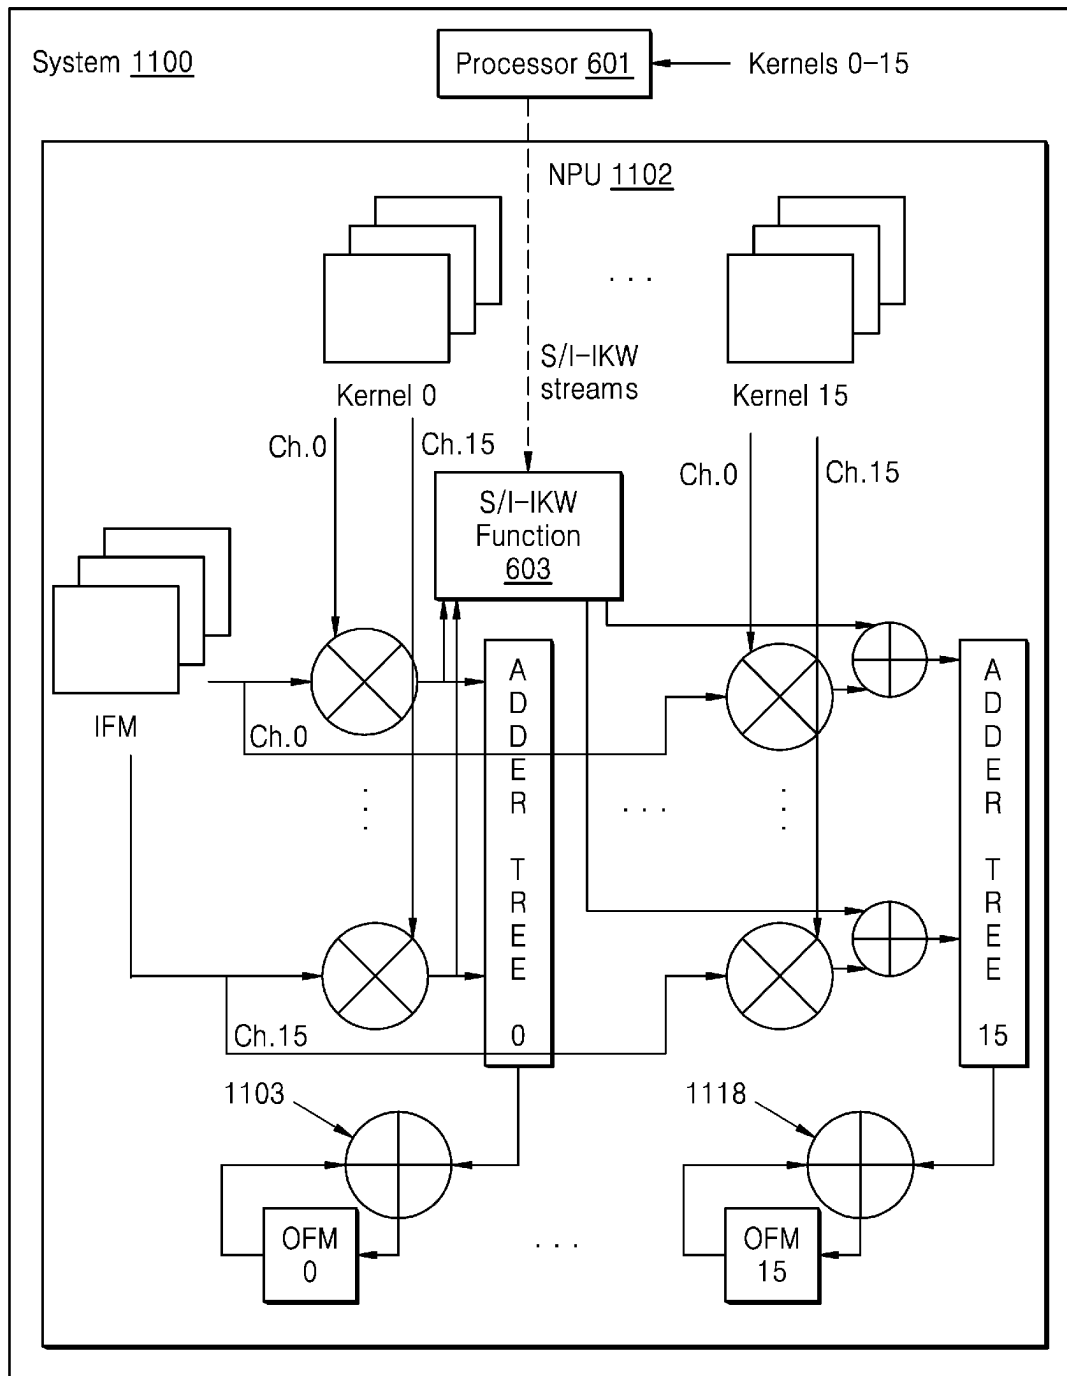 System 1100
Processor 601
Kernels 0-15
NPU 1102
. . .
S/I-IKW
streams
Kernel 0
Kernel 15
Ch.0
Ch.15
Ch.0
Ch.15
S/I-IKW
Function
603
IFM
Ch.0
ADDER TREE 0
ADDER TREE 15
. . .
. . .
. . .
Ch.15
1103
1118
OFM
0
. . .
OFM
15